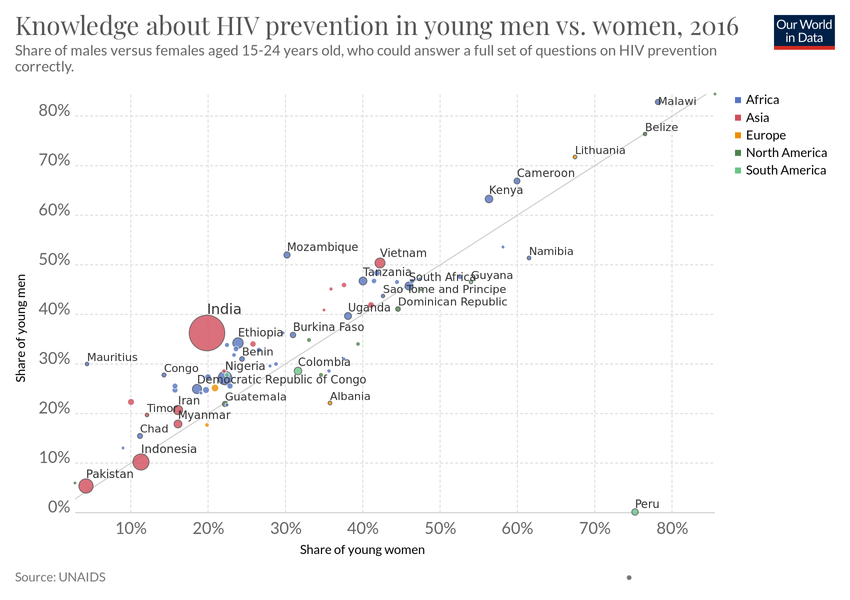 Knowledge about HIV prevention in young men vs. women, 2016
Our World
in Data
Share of males versus females aged 15-24 years old, who could answer a full set of questions on HIV prevention
correctly.
80%
70%
60%
50%
40%
30%
20%
10%
0%
Share of young men
Malawi
Belize
Lithuania
Cameroon
Kenya
Mozambique
Vietnam
Namibia
Tanzania
South Africa
Guyana
Sao Tome and Principe
Dominican Republic
Uganda
India
Ethiopia
Burkina Faso
Benin
Mauritius
Congo
Nigeria
Colombia
Democratic Republic of Congo
Iran
Guatemala
Albania
Timor
Myanmar
Chad
Indonesia
Pakistan
Peru
10%
20%
30%
40%
50%
60%
70%
80%
Share of young women
Africa
Asia
Europe
North America
South America
Source: UNAIDS